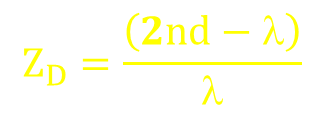 Z_D = (2nd − λ) / λ